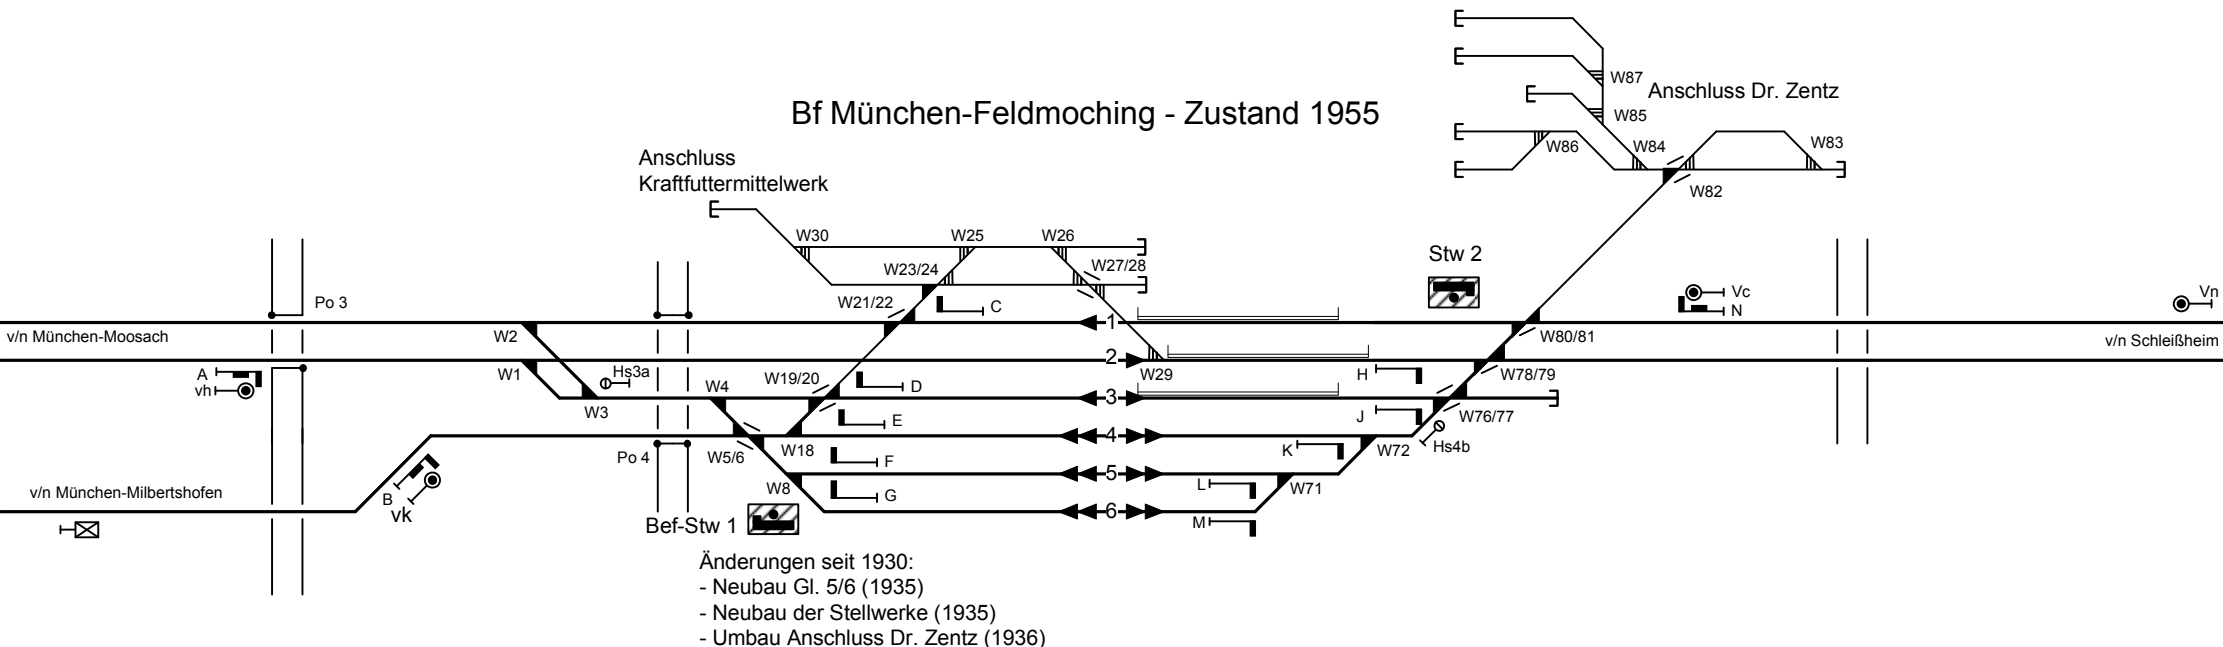 Bf München-Feldmoching - Zustand 1955
W87
Anschluss Dr. Zentz
W85
W86
W84
W83
W82
Anschluss
Kraftfuttermittelwerk
W30
W25
W26
W23/24
W27/28
W21/22
C
Stw 2
Po 3
Vc
N
Vn
v/n München-Moosach
W2
1
W80/81
v/n Schleißheim
2
A
vh
W1
Hs3a
W4
W19/20
D
W29
H
W78/79
W3
3
E
J
W76/77
Po 4
W5/6
W18
4
F
K
W72
Hs4b
v/n München-Milbertshofen
B
vk
W8
5
G
L
W71
6
M
Bef-Stw 1
Änderungen seit 1930:
- Neubau Gl. 5/6 (1935)
- Neubau der Stellwerke (1935)
- Umbau Anschluss Dr. Zentz (1936)